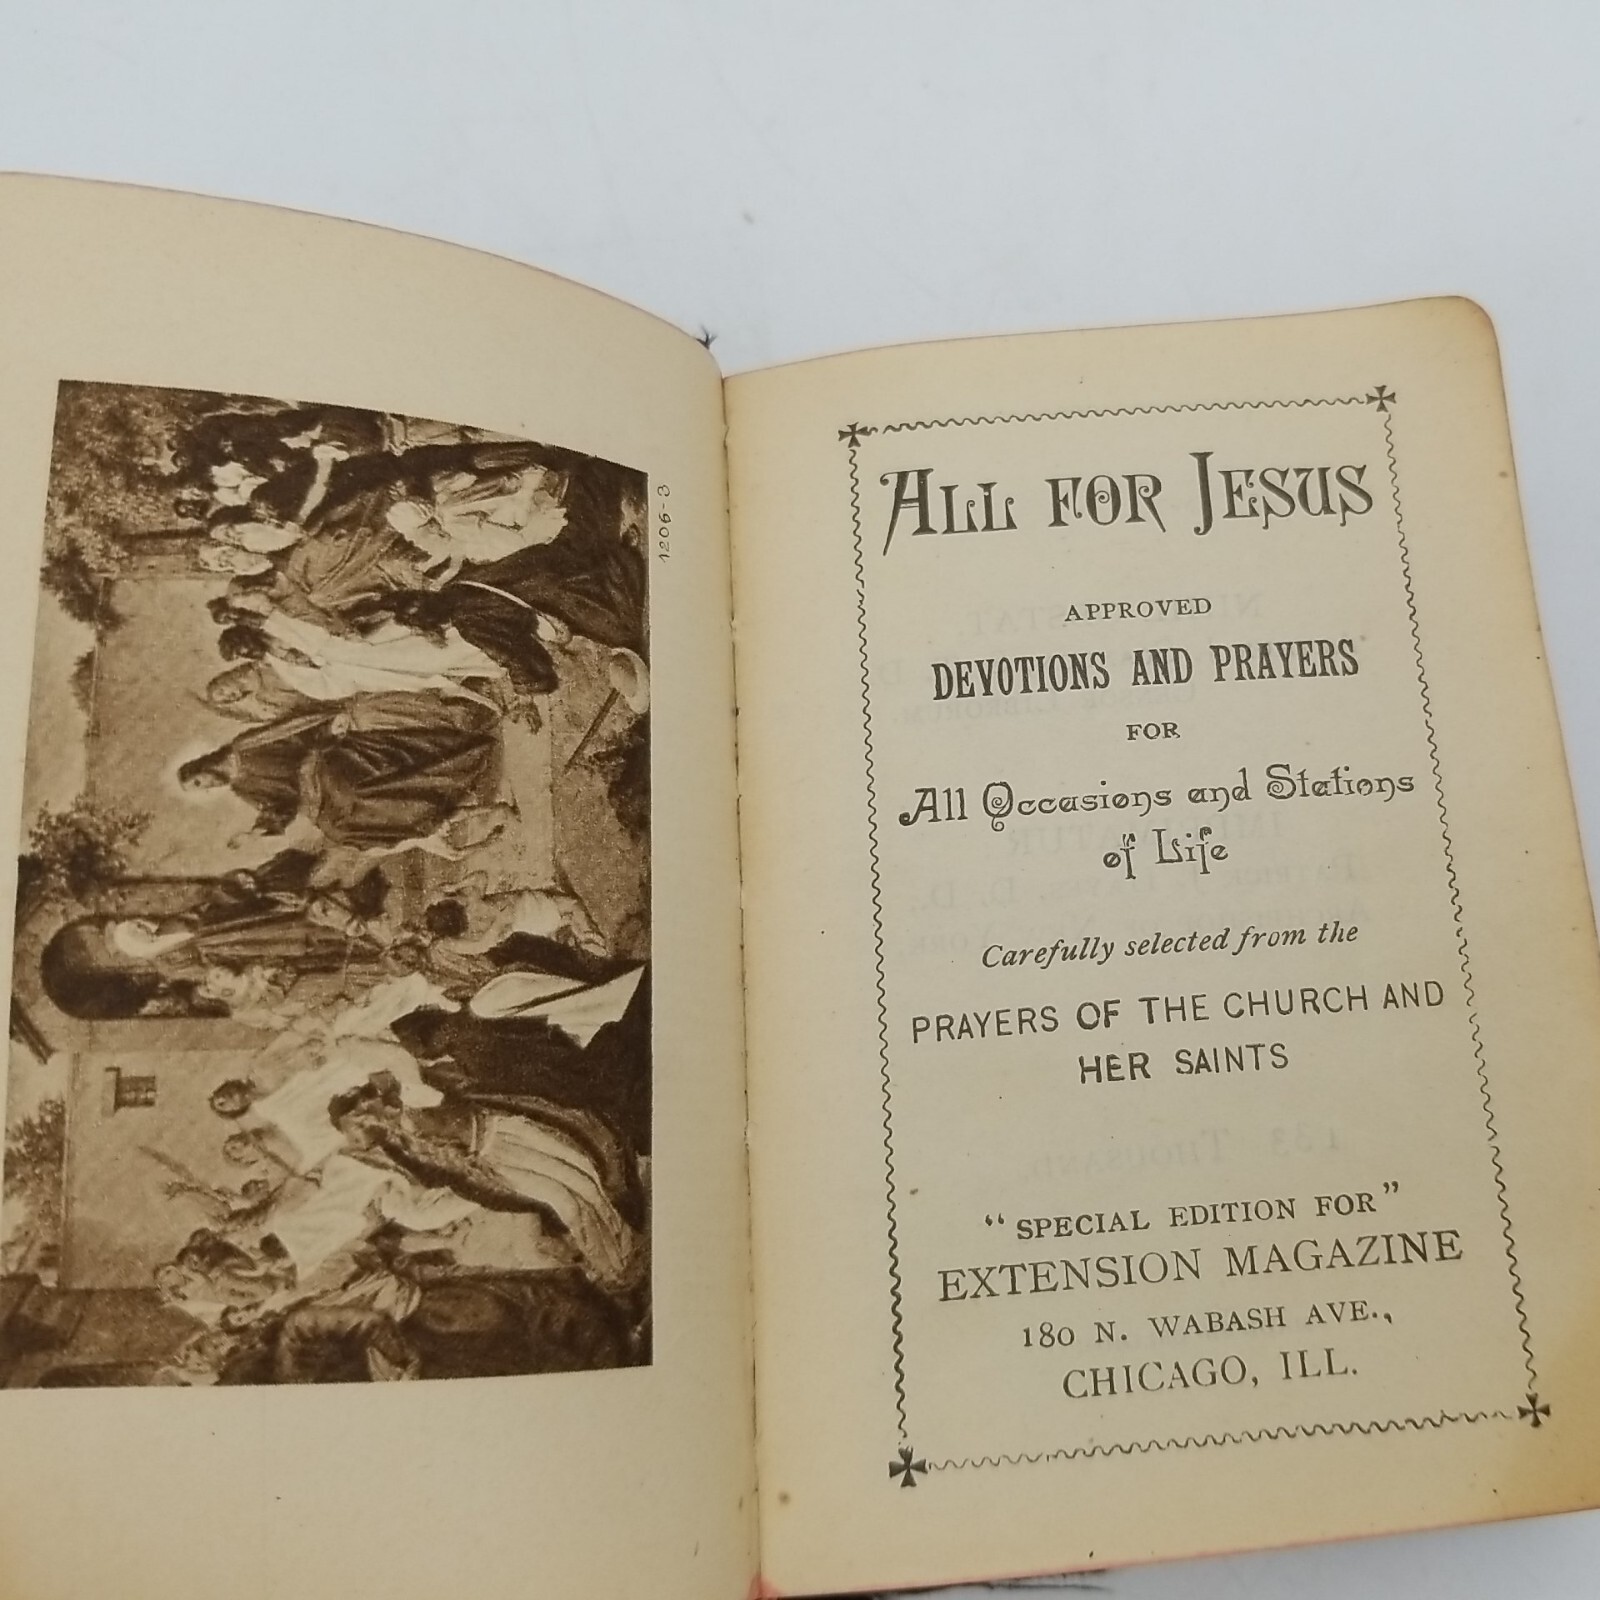 1206-3
ALL FOR JESUS
APPROVED
DEVOTIONS AND PRAYERS
FOR
All Occasions and Stations
of Life
Carefully selected from the
PRAYERS OF THE CHURCH AND
HER SAINTS
“SPECIAL EDITION FOR”
EXTENSION MAGAZINE
180 N. WABASH AVE.,
CHICAGO, ILL.